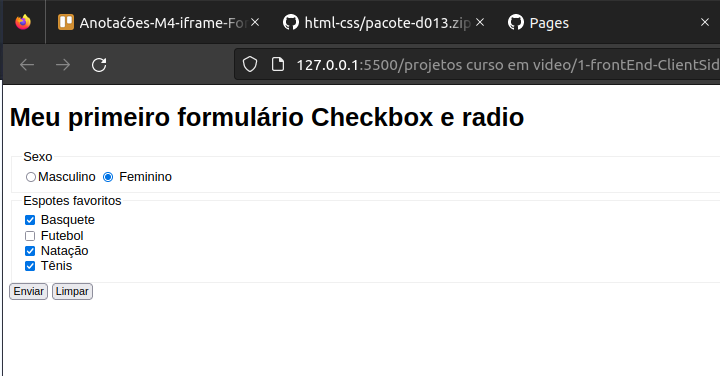 Anotaćões-M4-iframe-For
html-css/pacote-d013.zip
Pages
127.0.0.1:5500/projetos curso em video/1-frontEnd-ClientSid
Meu primeiro formulário Checkbox e radio
Sexo
Masculino Feminino
Espotes favoritos
Basquete
Futebol
Natação
Tênis
Enviar Limpar